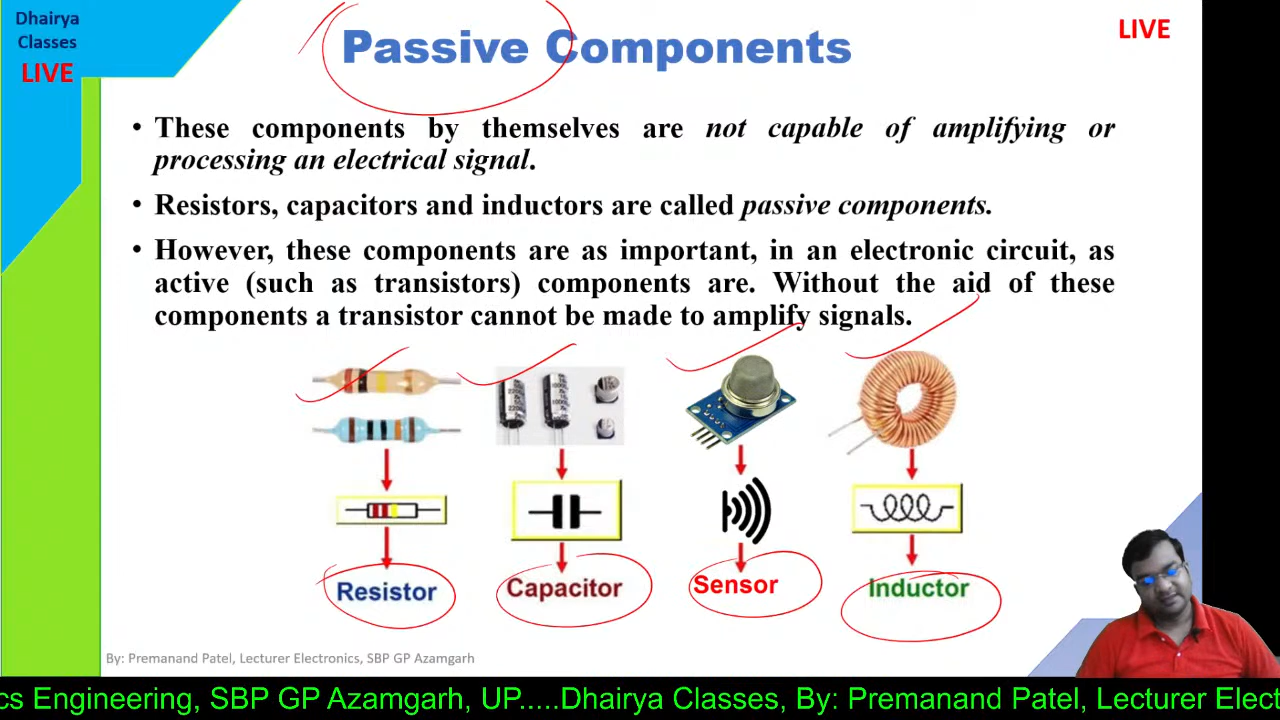 Dhairya
Classes
LIVE
Passive Components
LIVE
• These components by themselves are not capable of amplifying or
processing an electrical signal.
• Resistors, capacitors and inductors are called passive components.
• However, these components are as important, in an electronic circuit, as
active (such as transistors) components are. Without the aid of these
components a transistor cannot be made to amplify signals.
Resistor
Capacitor
Sensor
Inductor
By: Premanand Patel, Lecturer Electronics, SBP GP Azamgarh
cs Engineering, SBP GP Azamgarh, UP.....Dhairya Classes, By: Premanand Patel, Lecturer Elect